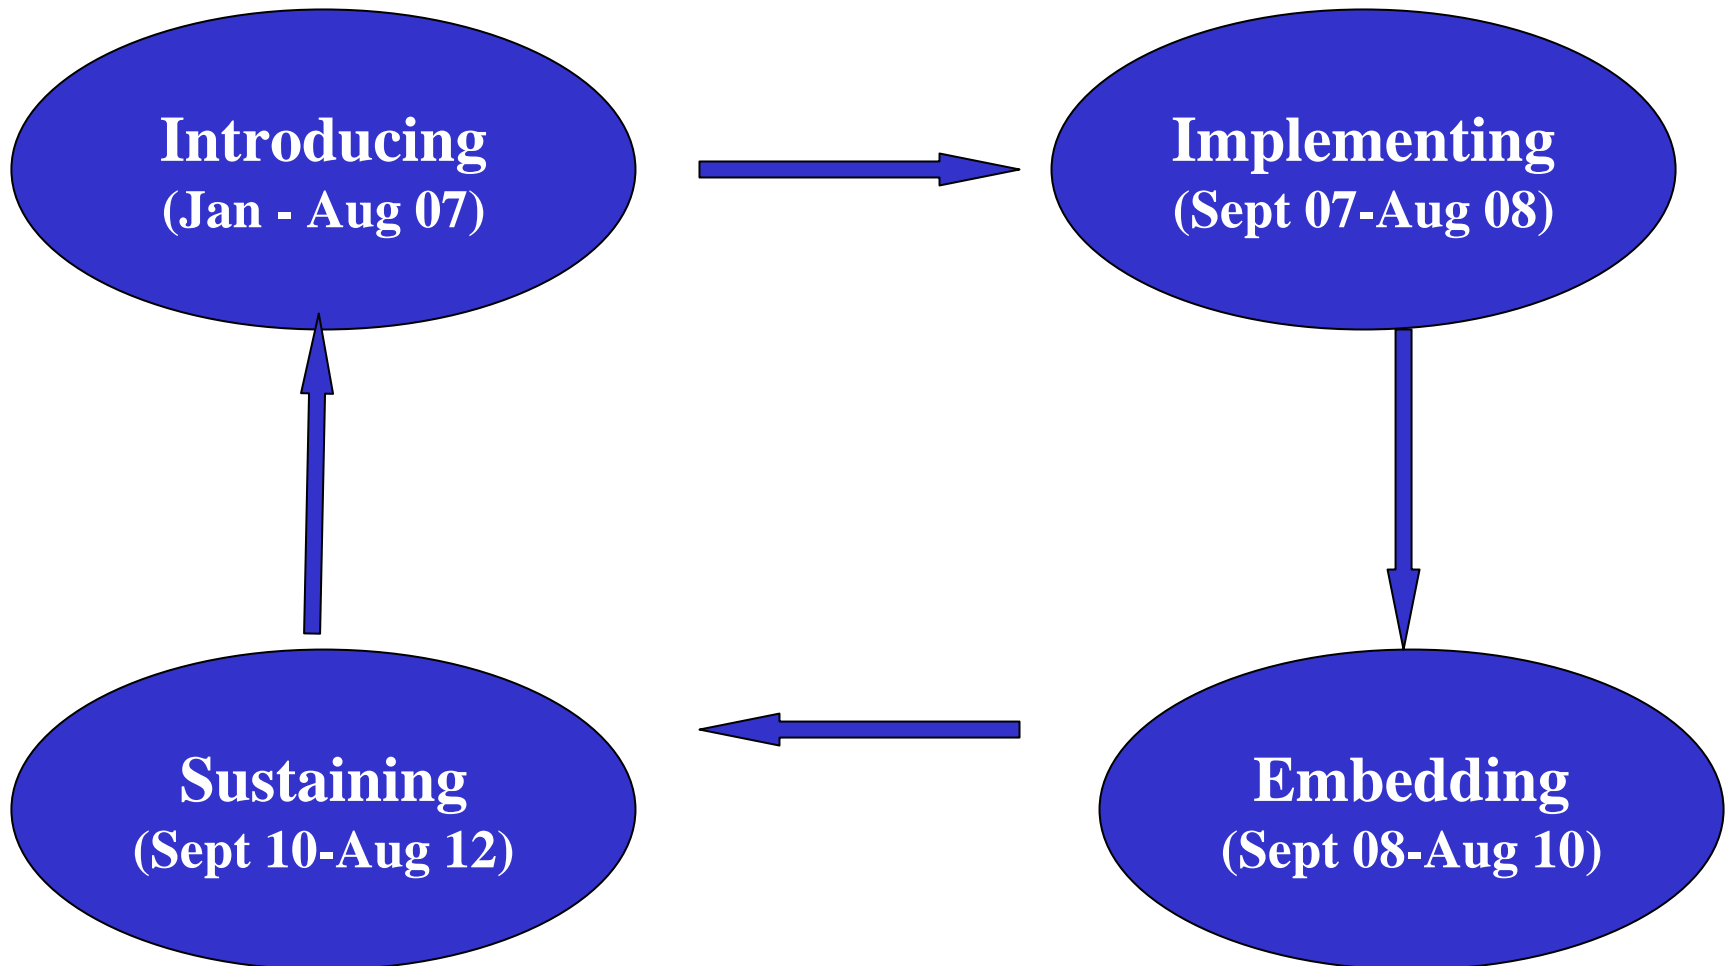 Introducing
(Jan - Aug 07)
Implementing
(Sept 07-Aug 08)
Sustaining
(Sept 10-Aug 12)
Embedding
(Sept 08-Aug 10)